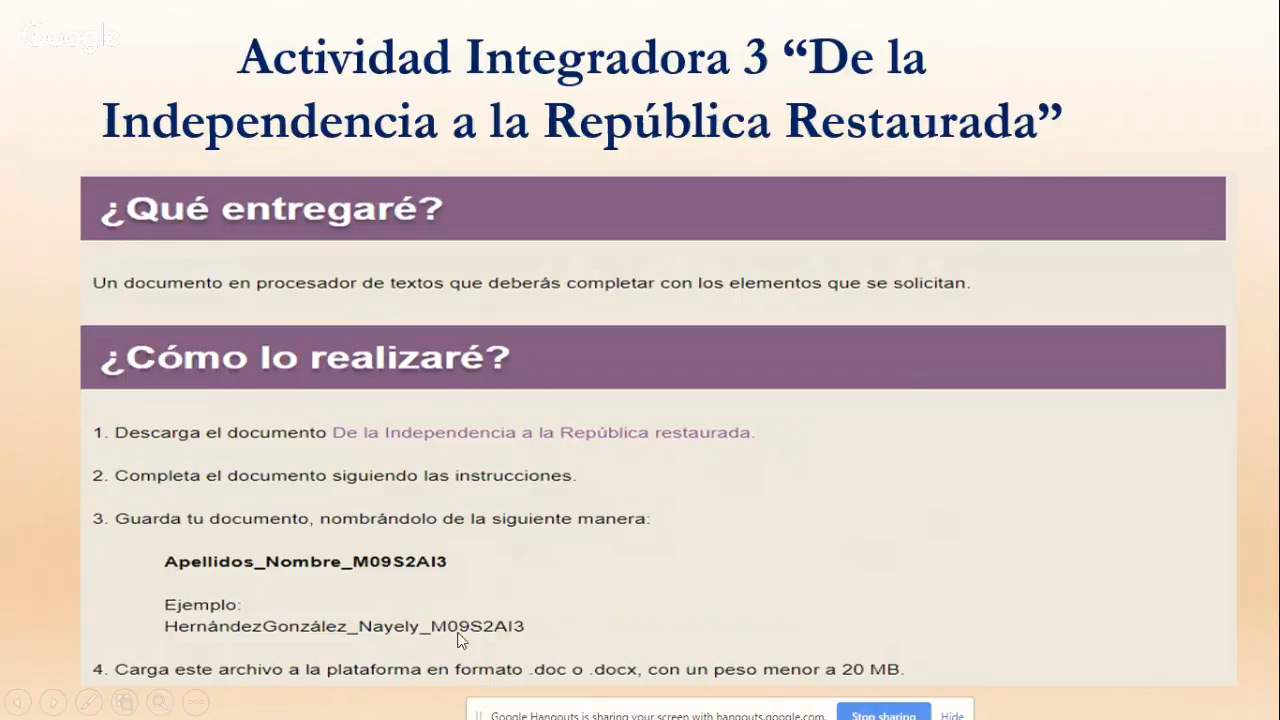 Google
Actividad Integradora 3 “De la
Independencia a la República Restaurada”
¿Qué entregaré?
Un documento en procesador de textos que deberás completar con los elementos que se solicitan.
¿Cómo lo realizaré?
1. Descarga el documento De la Independencia a la República restaurada.
2. Completa el documento siguiendo las instrucciones.
3. Guarda tu documento, nombrándolo de la siguiente manera:
Apellidos_Nombre_M09S2AI3
Ejemplo:
HernándezGonzález_Nayely_M09S2AI3
4. Carga este archivo a la plataforma en formato .doc o .docx, con un peso menor a 20 MB.
Google Hangouts is sharing your screen with hangouts.google.com. Stop sharing Hide